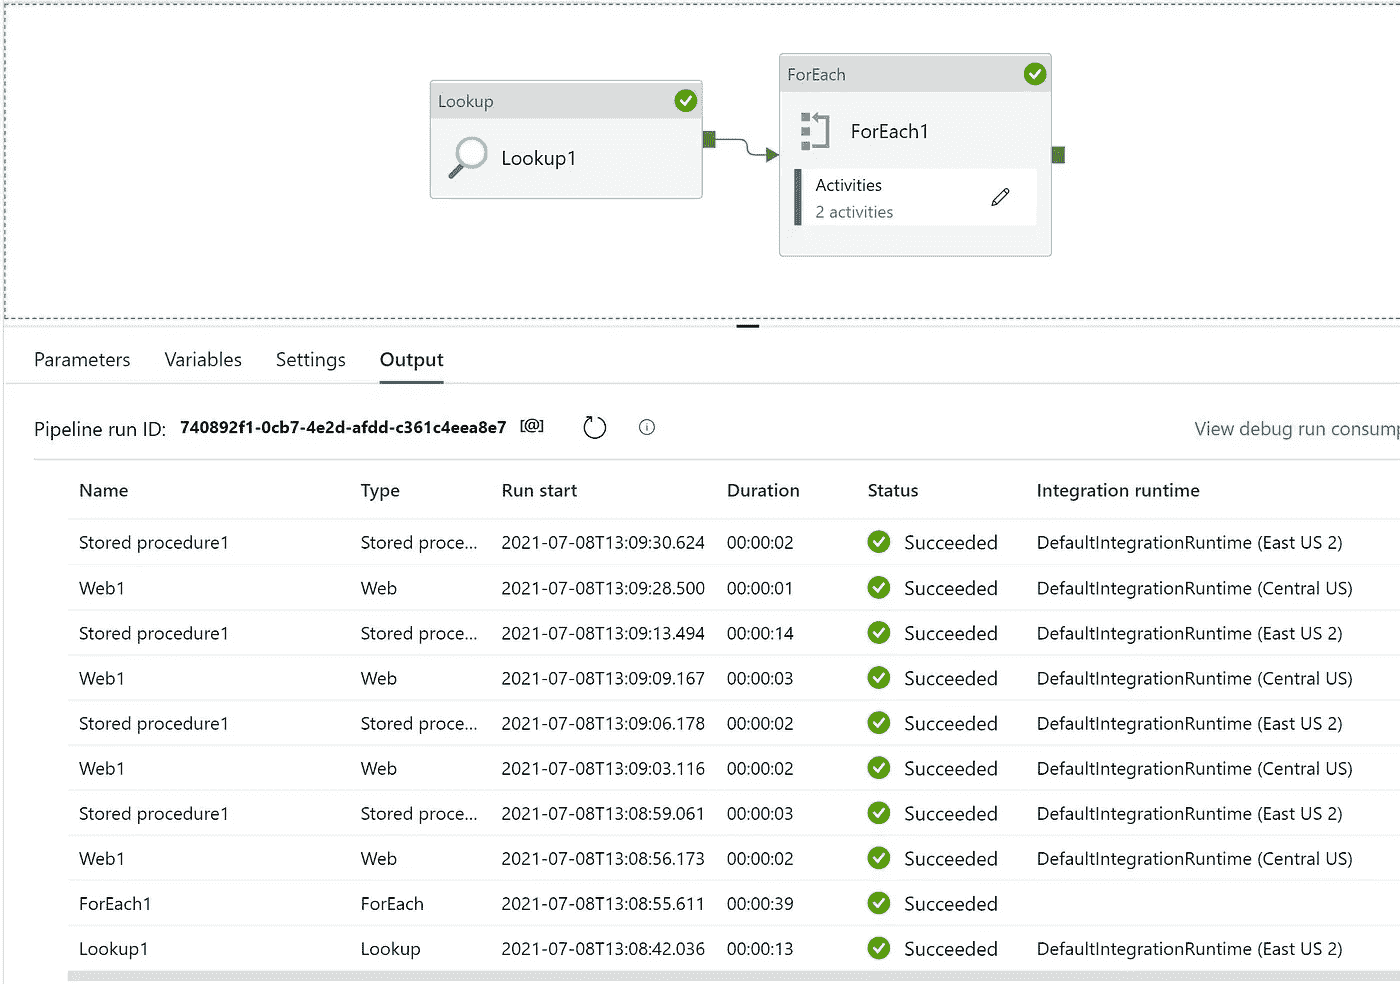 Lookup
Lookup1
ForEach
ForEach1
Activities
2 activities
Parameters Variables Settings Output
Pipeline run ID: 740892f1-0cb7-4e2d-afdd-c361c4eea8e7 [@] View debug run consump
Name Type Run start Duration Status Integration runtime
Stored procedure1 Stored proce... 2021-07-08T13:09:30.624 00:00:02 Succeeded DefaultIntegrationRuntime (East US 2)
Web1 Web 2021-07-08T13:09:28.500 00:00:01 Succeeded DefaultIntegrationRuntime (Central US)
Stored procedure1 Stored proce... 2021-07-08T13:09:13.494 00:00:14 Succeeded DefaultIntegrationRuntime (East US 2)
Web1 Web 2021-07-08T13:09:09.167 00:00:03 Succeeded DefaultIntegrationRuntime (Central US)
Stored procedure1 Stored proce... 2021-07-08T13:09:06.178 00:00:02 Succeeded DefaultIntegrationRuntime (East US 2)
Web1 Web 2021-07-08T13:09:03.116 00:00:02 Succeeded DefaultIntegrationRuntime (Central US)
Stored procedure1 Stored proce... 2021-07-08T13:08:59.061 00:00:03 Succeeded DefaultIntegrationRuntime (East US 2)
Web1 Web 2021-07-08T13:08:56.173 00:00:02 Succeeded DefaultIntegrationRuntime (Central US)
ForEach1 ForEach 2021-07-08T13:08:55.611 00:00:39 Succeeded
Lookup1 Lookup 2021-07-08T13:08:42.036 00:00:13 Succeeded DefaultIntegrationRuntime (East US 2)